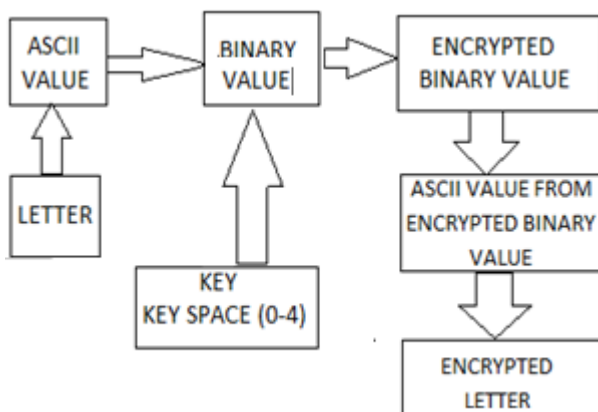 ASCII
VALUE
.BINARY
VALUE
ENCRYPTED
BINARY VALUE
LETTER
ASCII VALUE FROM
ENCRYPTED BINARY
VALUE
KEY
KEY SPACE (0-4)
ENCRYPTED
LETTER